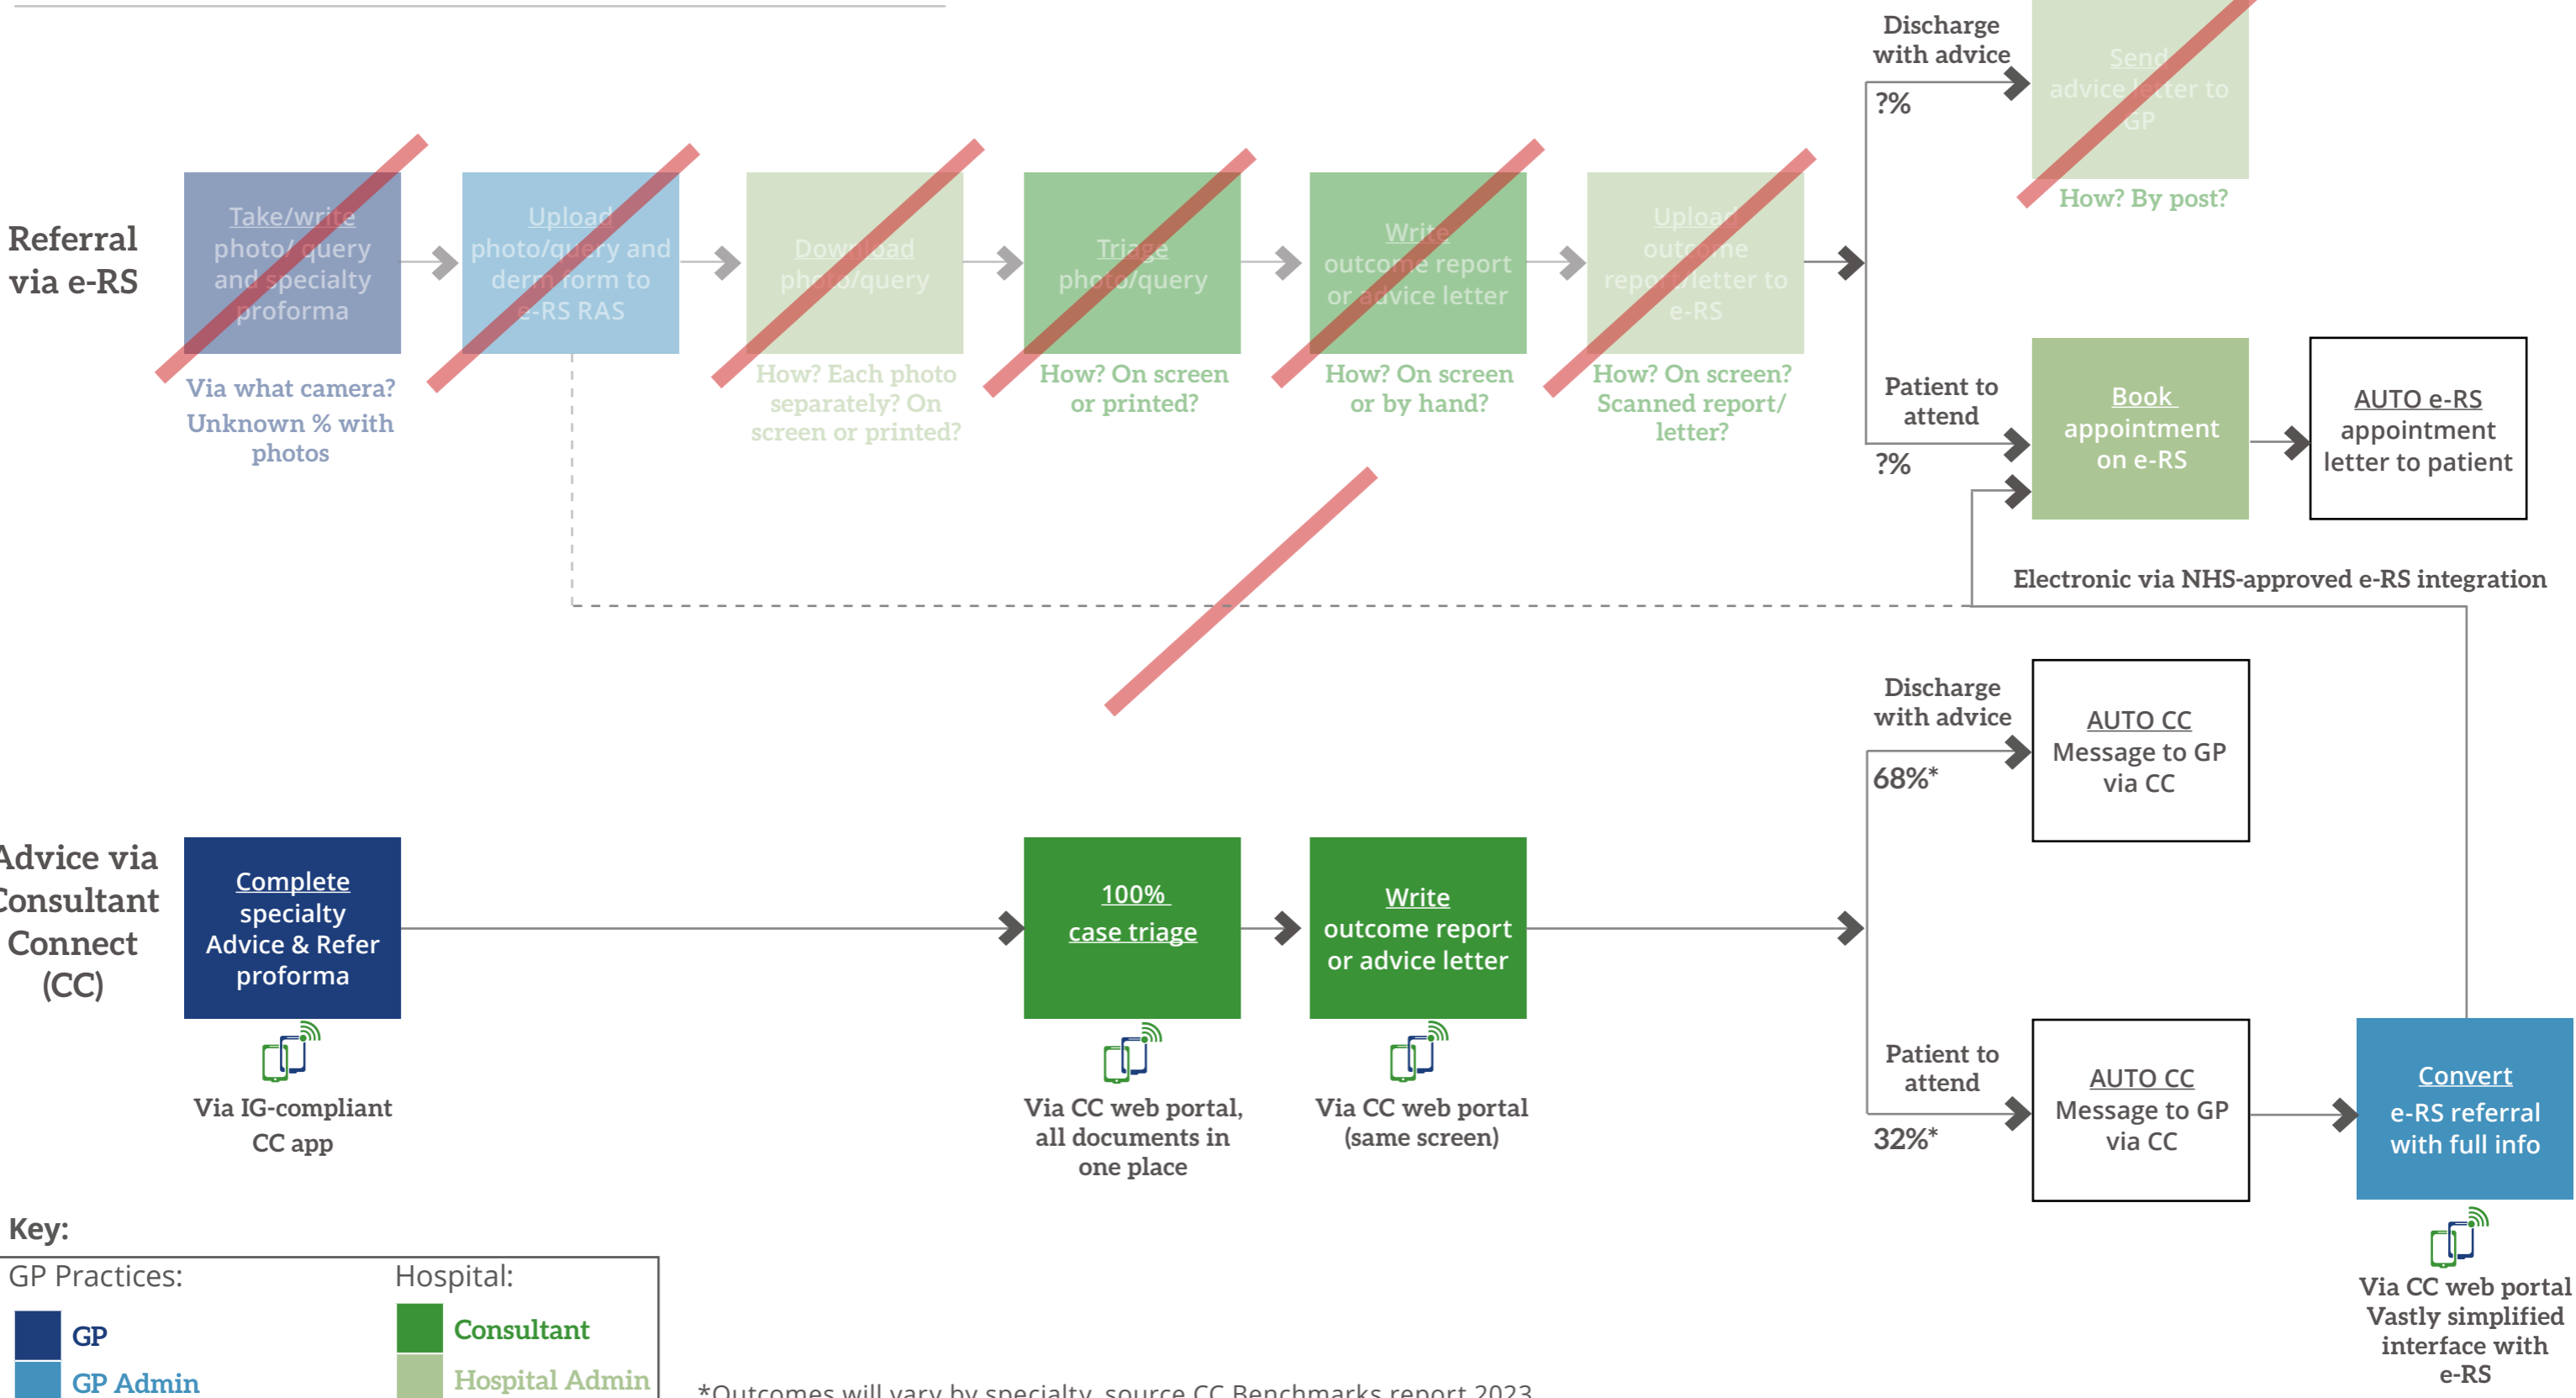 Discharge
with advice
?%
Send
advice letter to
GP
How? By post?
Referral
via e-RS
Take/write
photo/ query
and specialty
proforma
Via what camera?
Unknown % with
photos
Upload
photo/query and
derm form to
e-RS RAS
Download
photo/query
How? Each photo
separately? On
screen or printed?
Triage
photo/query
How? On screen
or printed?
Write
outcome report
or advice letter
How? On screen
or by hand?
Upload
outcome
report/letter to
e-RS
How? On screen?
Scanned report/
letter?
Patient to
attend
?%
Book
appointment
on e-RS
AUTO e-RS
appointment
letter to patient
Electronic via NHS-approved e-RS integration
Advice via
Consultant
Connect
(CC)
Complete
specialty
Advice & Refer
proforma
Via IG-compliant
CC app
100%
case triage
Via CC web portal,
all documents in
one place
Write
outcome report
or advice letter
Via CC web portal
(same screen)
Discharge
with advice
68%*
AUTO CC
Message to GP
via CC
Patient to
attend
32%*
AUTO CC
Message to GP
via CC
Convert
e-RS referral
with full info
Via CC web portal
Vastly simplified
interface with
e-RS
Key:
GP Practices:
GP
GP Admin
Hospital:
Consultant
Hospital Admin
*Outcomes will vary by specialty, source CC Benchmarks report 2023